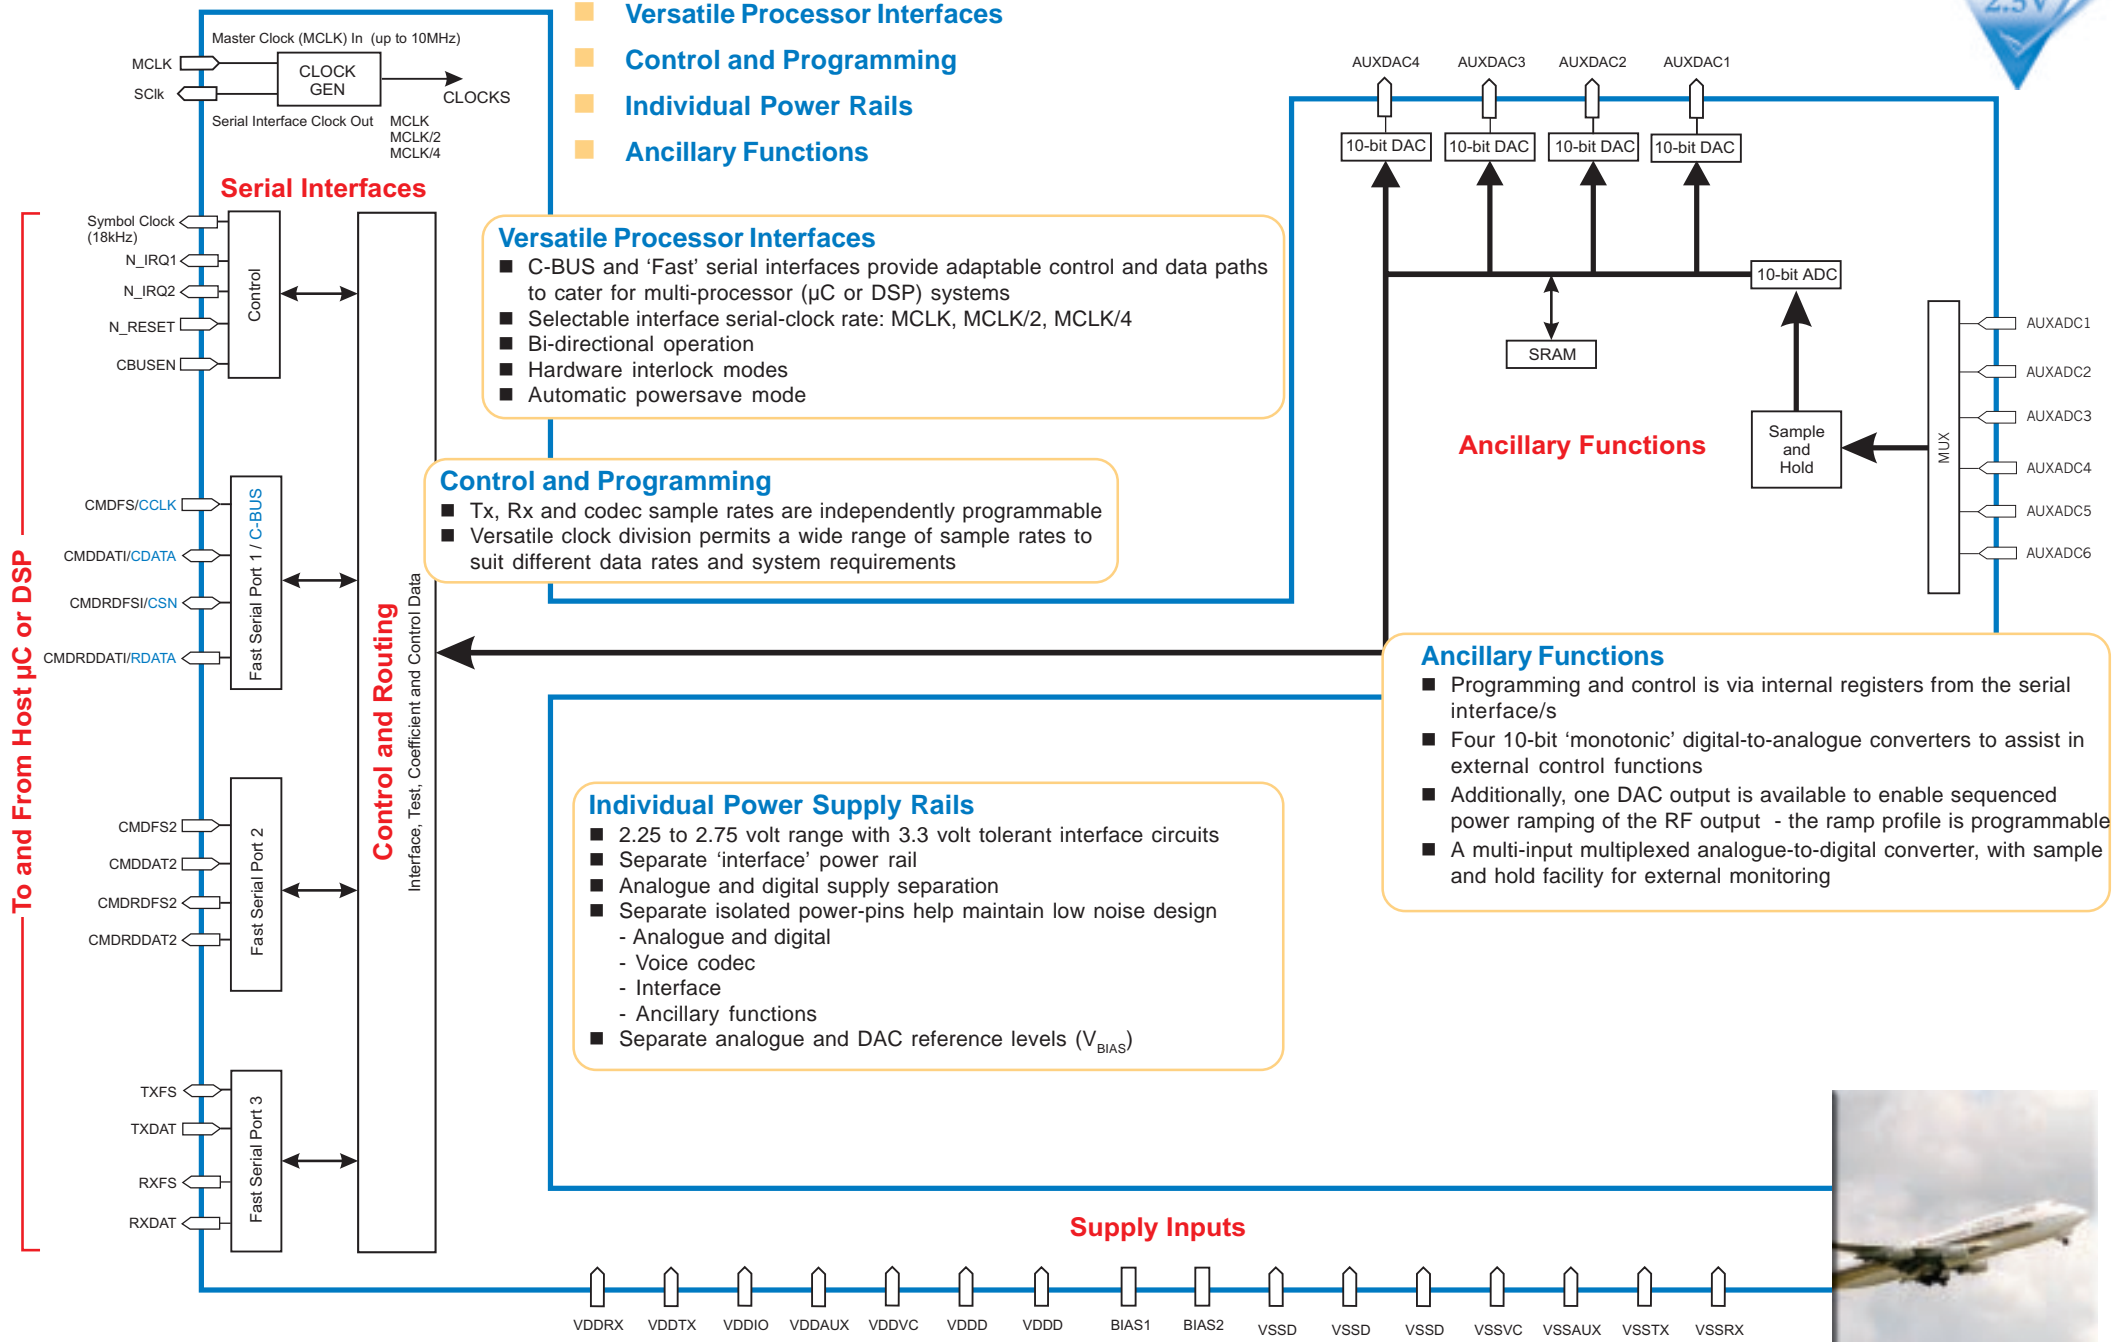 Versatile Processor Interfaces
Control and Programming
Individual Power Rails
Ancillary Functions
2.5V
Master Clock (MCLK) In (up to 10MHz)
MCLK
SClk
CLOCK
GEN
CLOCKS
Serial Interface Clock Out
MCLK
MCLK/2
MCLK/4
Serial Interfaces
To and From Host µC or DSP
Symbol Clock
(18kHz)
N_IRQ1
N_IRQ2
N_RESET
CBUSEN
Control
CMDFS/CCLK
CMDDATI/CDATA
CMDRDFSI/CSN
CMDRDDATI/RDATA
Fast Serial Port 1 / C-BUS
CMDFS2
CMDDAT2
CMDRDFS2
CMDRDDAT2
Fast Serial Port 2
TXFS
TXDAT
RXFS
RXDAT
Fast Serial Port 3
Control and Routing
Interface, Test, Coefficient and Control Data
Versatile Processor Interfaces
■ C-BUS and ‘Fast’ serial interfaces provide adaptable control and data paths
to cater for multi-processor (µC or DSP) systems
■ Selectable interface serial-clock rate: MCLK, MCLK/2, MCLK/4
■ Bi-directional operation
■ Hardware interlock modes
■ Automatic powersave mode
Control and Programming
■ Tx, Rx and codec sample rates are independently programmable
■ Versatile clock division permits a wide range of sample rates to
suit different data rates and system requirements
AUXDAC4 AUXDAC3 AUXDAC2 AUXDAC1
10-bit DAC 10-bit DAC 10-bit DAC 10-bit DAC
10-bit ADC
SRAM
Sample
and
Hold
MUX
AUXADC1
AUXADC2
AUXADC3
AUXADC4
AUXADC5
AUXADC6
Ancillary Functions
Ancillary Functions
■ Programming and control is via internal registers from the serial
interface/s
■ Four 10-bit ‘monotonic’ digital-to-analogue converters to assist in
external control functions
■ Additionally, one DAC output is available to enable sequenced
power ramping of the RF output - the ramp profile is programmable
■ A multi-input multiplexed analogue-to-digital converter, with sample
and hold facility for external monitoring
Individual Power Supply Rails
■ 2.25 to 2.75 volt range with 3.3 volt tolerant interface circuits
■ Separate ‘interface’ power rail
■ Analogue and digital supply separation
■ Separate isolated power-pins help maintain low noise design
- Analogue and digital
- Voice codec
- Interface
- Ancillary functions
■ Separate analogue and DAC reference levels (VBIAS)
Supply Inputs
VDDRX VDDTX VDDIO VDDAUX VDDVC VDDD VDDD BIAS1 BIAS2 VSSD VSSD VSSD VSSVC VSSAUX VSSTX VSSRX